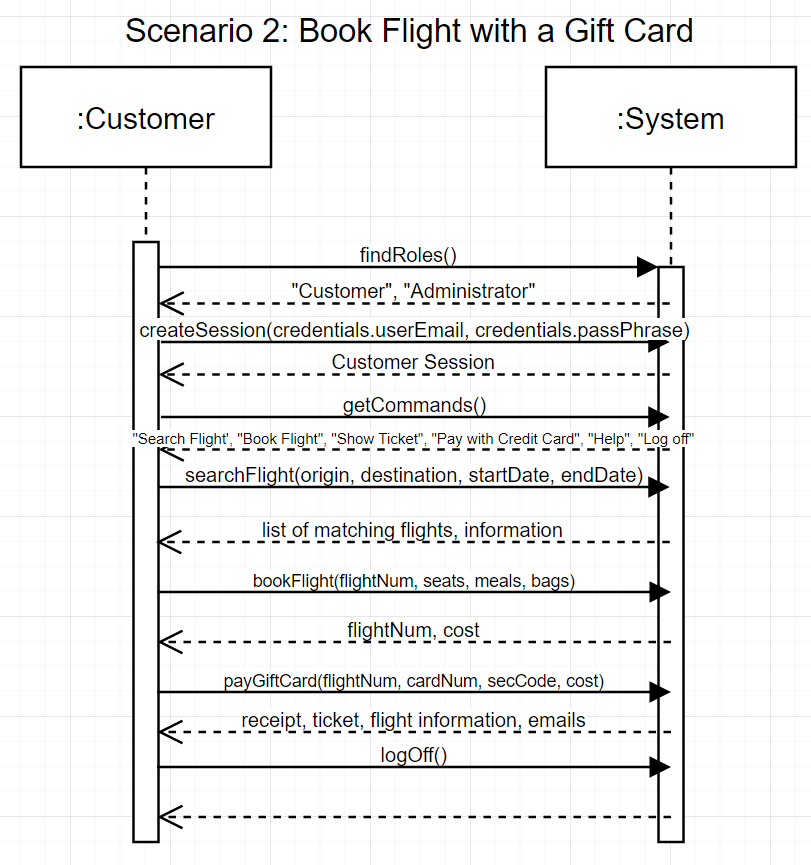 Scenario 2: Book Flight with a Gift Card
:Customer
:System
findRoles()
"Customer", "Administrator"
createSession(credentials.userEmail, credentials.passPhrase)
Customer Session
getCommands()
"Search Flight', "Book Flight", "Show Ticket", "Pay with Credit Card", "Help", "Log off"
searchFlight(origin, destination, startDate, endDate)
list of matching flights, information
bookFlight(flightNum, seats, meals, bags)
flightNum, cost
payGiftCard(flightNum, cardNum, secCode, cost)
receipt, ticket, flight information, emails
logOff()